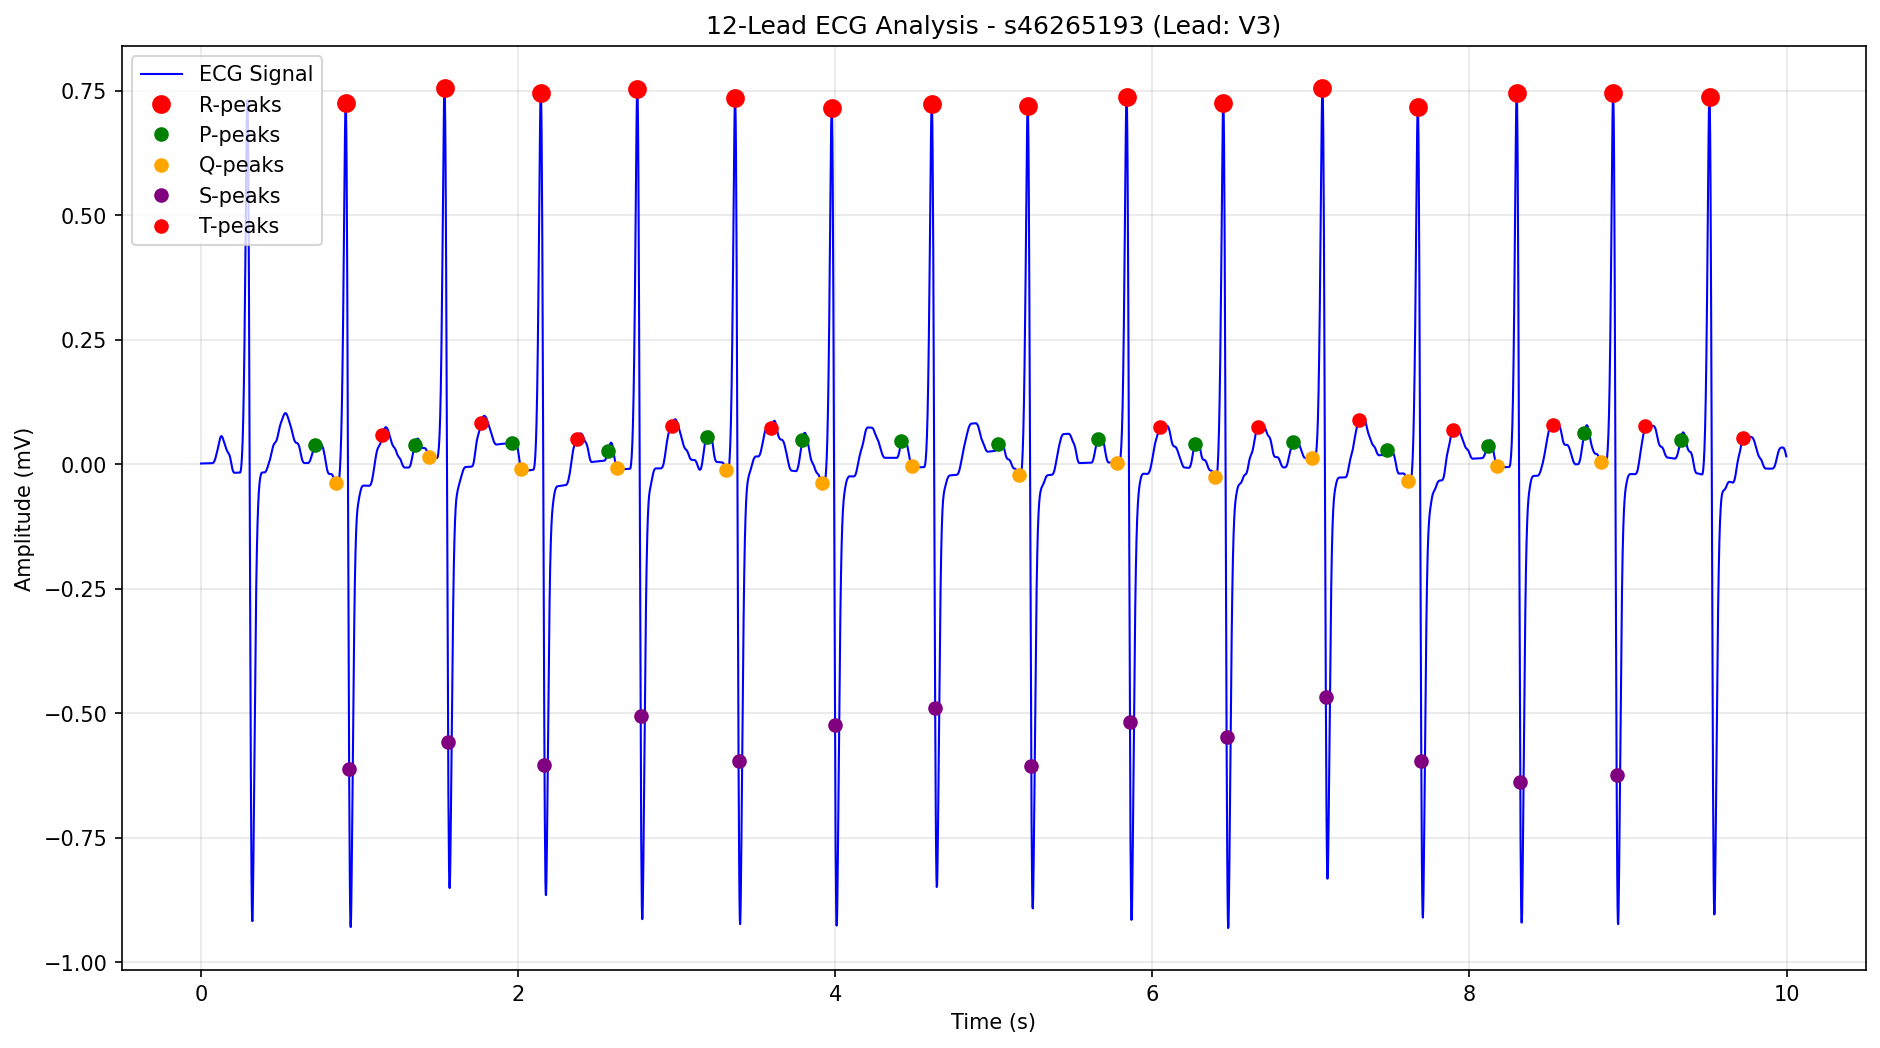 12-Lead ECG Analysis - s46265193 (Lead: V3)
ECG Signal
R-peaks
P-peaks
Q-peaks
S-peaks
T-peaks
0.75
0.50
0.25
0.00
−0.25
−0.50
−0.75
−1.00
Amplitude (mV)
0 2 4 6 8 10
Time (s)